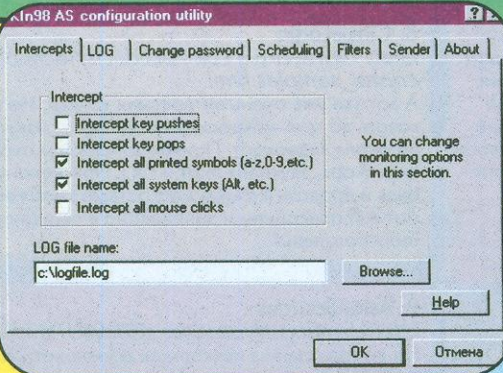 Kln98 AS configuration utility
Intercepts LOG Change password Scheduling Filters Sender About
Intercept
Intercept key pushes
Intercept key pops
Intercept all printed symbols (a-z,0-9,etc.)
Intercept all system keys (Alt, etc.)
Intercept all mouse clicks
You can change
monitoring options
in this section.
LOG file name:
c:\logfile.log
Browse...
Help
OK Отмена